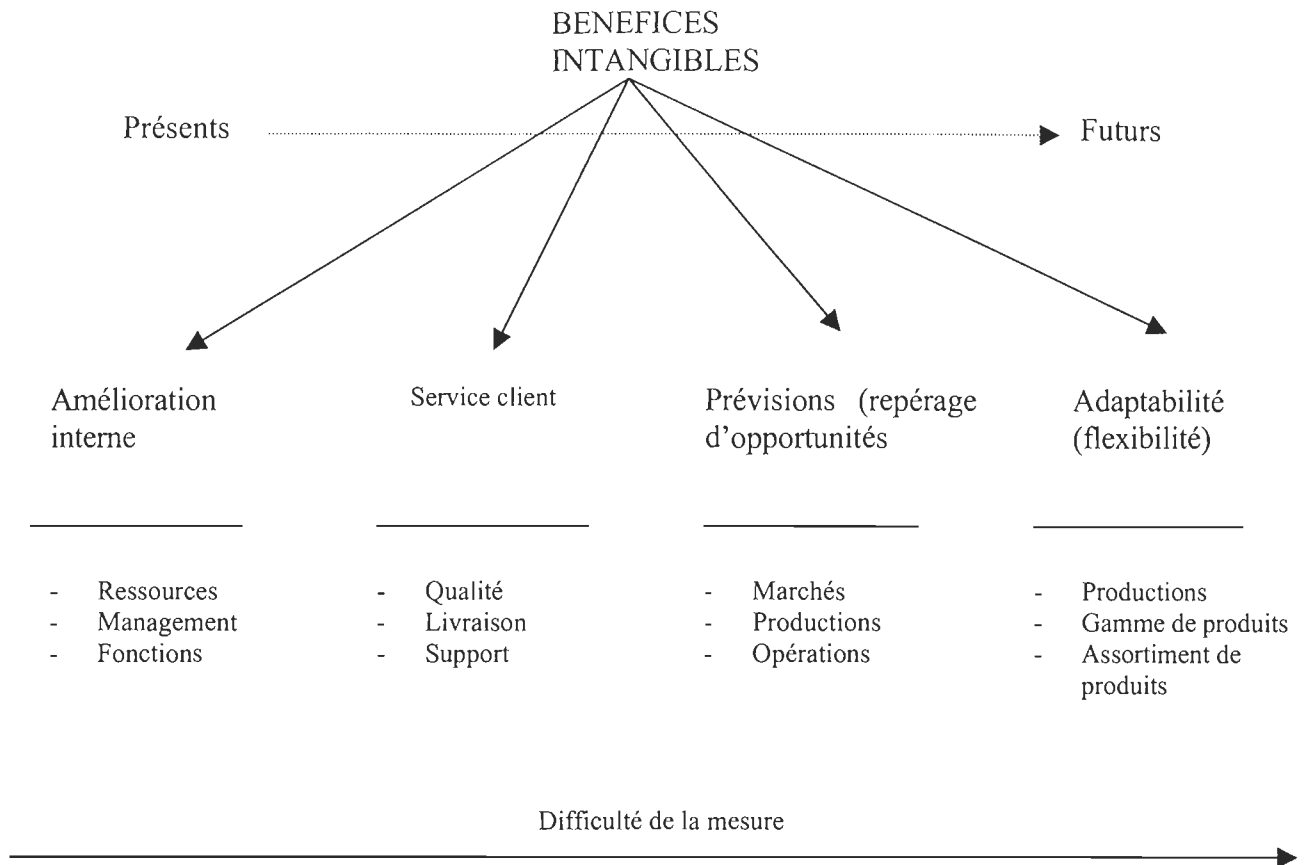 BENEFICES
INTANGIBLES
Présents
Futurs
Amélioration
interne
Service client
Prévisions (repérage
d'opportunités
Adaptabilité
(flexibilité)
- Ressources
- Management
- Fonctions
- Qualité
- Livraison
- Support
- Marchés
- Productions
- Opérations
- Productions
- Gamme de produits
- Assortiment de
produits
Difficulté de la mesure